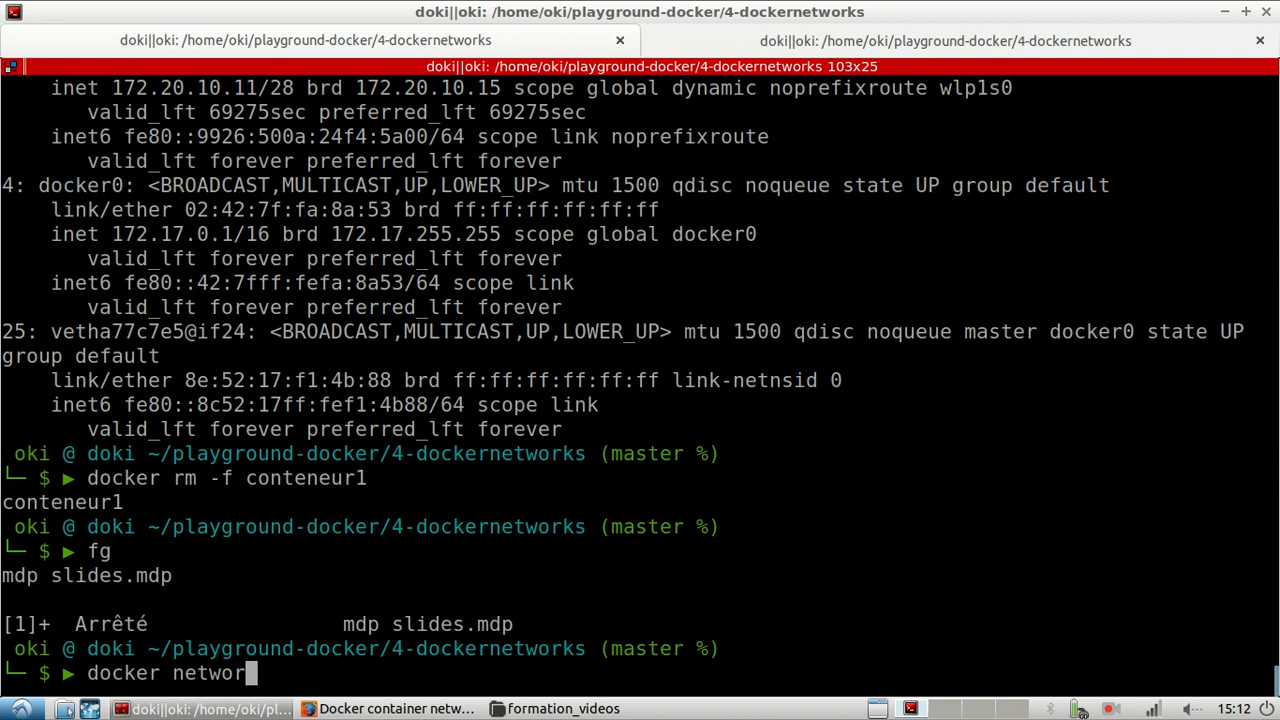 doki||oki: /home/oki/playground-docker/4-dockernetworks
doki||oki: /home/oki/playground-docker/4-dockernetworks
doki||oki: /home/oki/playground-docker/4-dockernetworks
doki||oki: /home/oki/playground-docker/4-dockernetworks 103x25
inet 172.20.10.11/28 brd 172.20.10.15 scope global dynamic noprefixroute wlp1s0
valid_lft 69275sec preferred_lft 69275sec
inet6 fe80::9926:500a:24f4:5a00/64 scope link noprefixroute
valid_lft forever preferred_lft forever
4: docker0: <BROADCAST,MULTICAST,UP,LOWER_UP> mtu 1500 qdisc noqueue state UP group default
link/ether 02:42:7f:fa:8a:53 brd ff:ff:ff:ff:ff:ff
inet 172.17.0.1/16 brd 172.17.255.255 scope global docker0
valid_lft forever preferred_lft forever
inet6 fe80::42:7fff:fefa:8a53/64 scope link
valid_lft forever preferred_lft forever
25: vetha77c7e5@if24: <BROADCAST,MULTICAST,UP,LOWER_UP> mtu 1500 qdisc noqueue master docker0 state UP
group default
link/ether 8e:52:17:f1:4b:88 brd ff:ff:ff:ff:ff:ff link-netnsid 0
inet6 fe80::8c52:17ff:fef1:4b88/64 scope link
valid_lft forever preferred_lft forever
oki @ doki ~/playground-docker/4-dockernetworks (master %)
└─ $ ▶ docker rm -f conteneur1
conteneur1
oki @ doki ~/playground-docker/4-dockernetworks (master %)
└─ $ ▶ fg
mdp slides.mdp
[1]+ Arrêté mdp slides.mdp
oki @ doki ~/playground-docker/4-dockernetworks (master %)
└─ $ ▶ docker networ
doki||oki: /home/oki/pl... Docker container netw... formation_videos 15:12